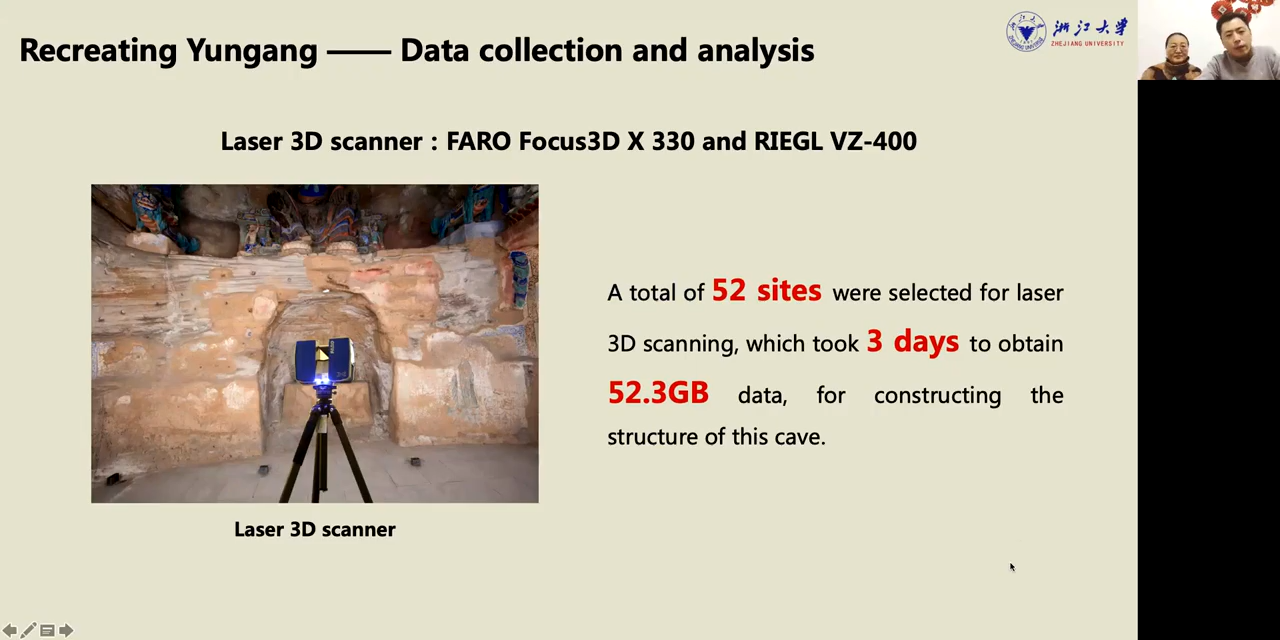 Recreating Yungang —— Data collection and analysis
浙江大学
ZHEJIANG UNIVERSITY
Laser 3D scanner : FARO Focus3D X 330 and RIEGL VZ-400
A total of 52 sites were selected for laser
3D scanning, which took 3 days to obtain
52.3GB data, for constructing the
structure of this cave.
Laser 3D scanner